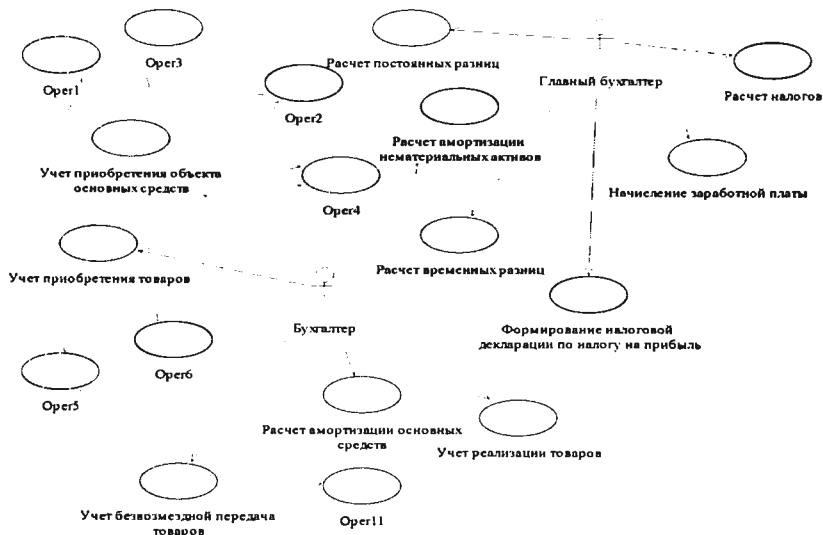 Oper3
Oper1
Расчет постоянных разниц
Главный бухгалтер
Расчет налогов
Oper2
Расчет амортизации
нематериальных активов
Учет приобретения объекта
основных средств
Начисление заработной платы
Oper4
Учет приобретения товаров
Расчет временных разниц
Бухгалтер
Формирование налоговой
декларации по налогу на прибыль
Oper6
Oper5
Расчет амортизации основных
средств
Учет реализации товаров
Учет безвозмездной передача
товаров
Oper11